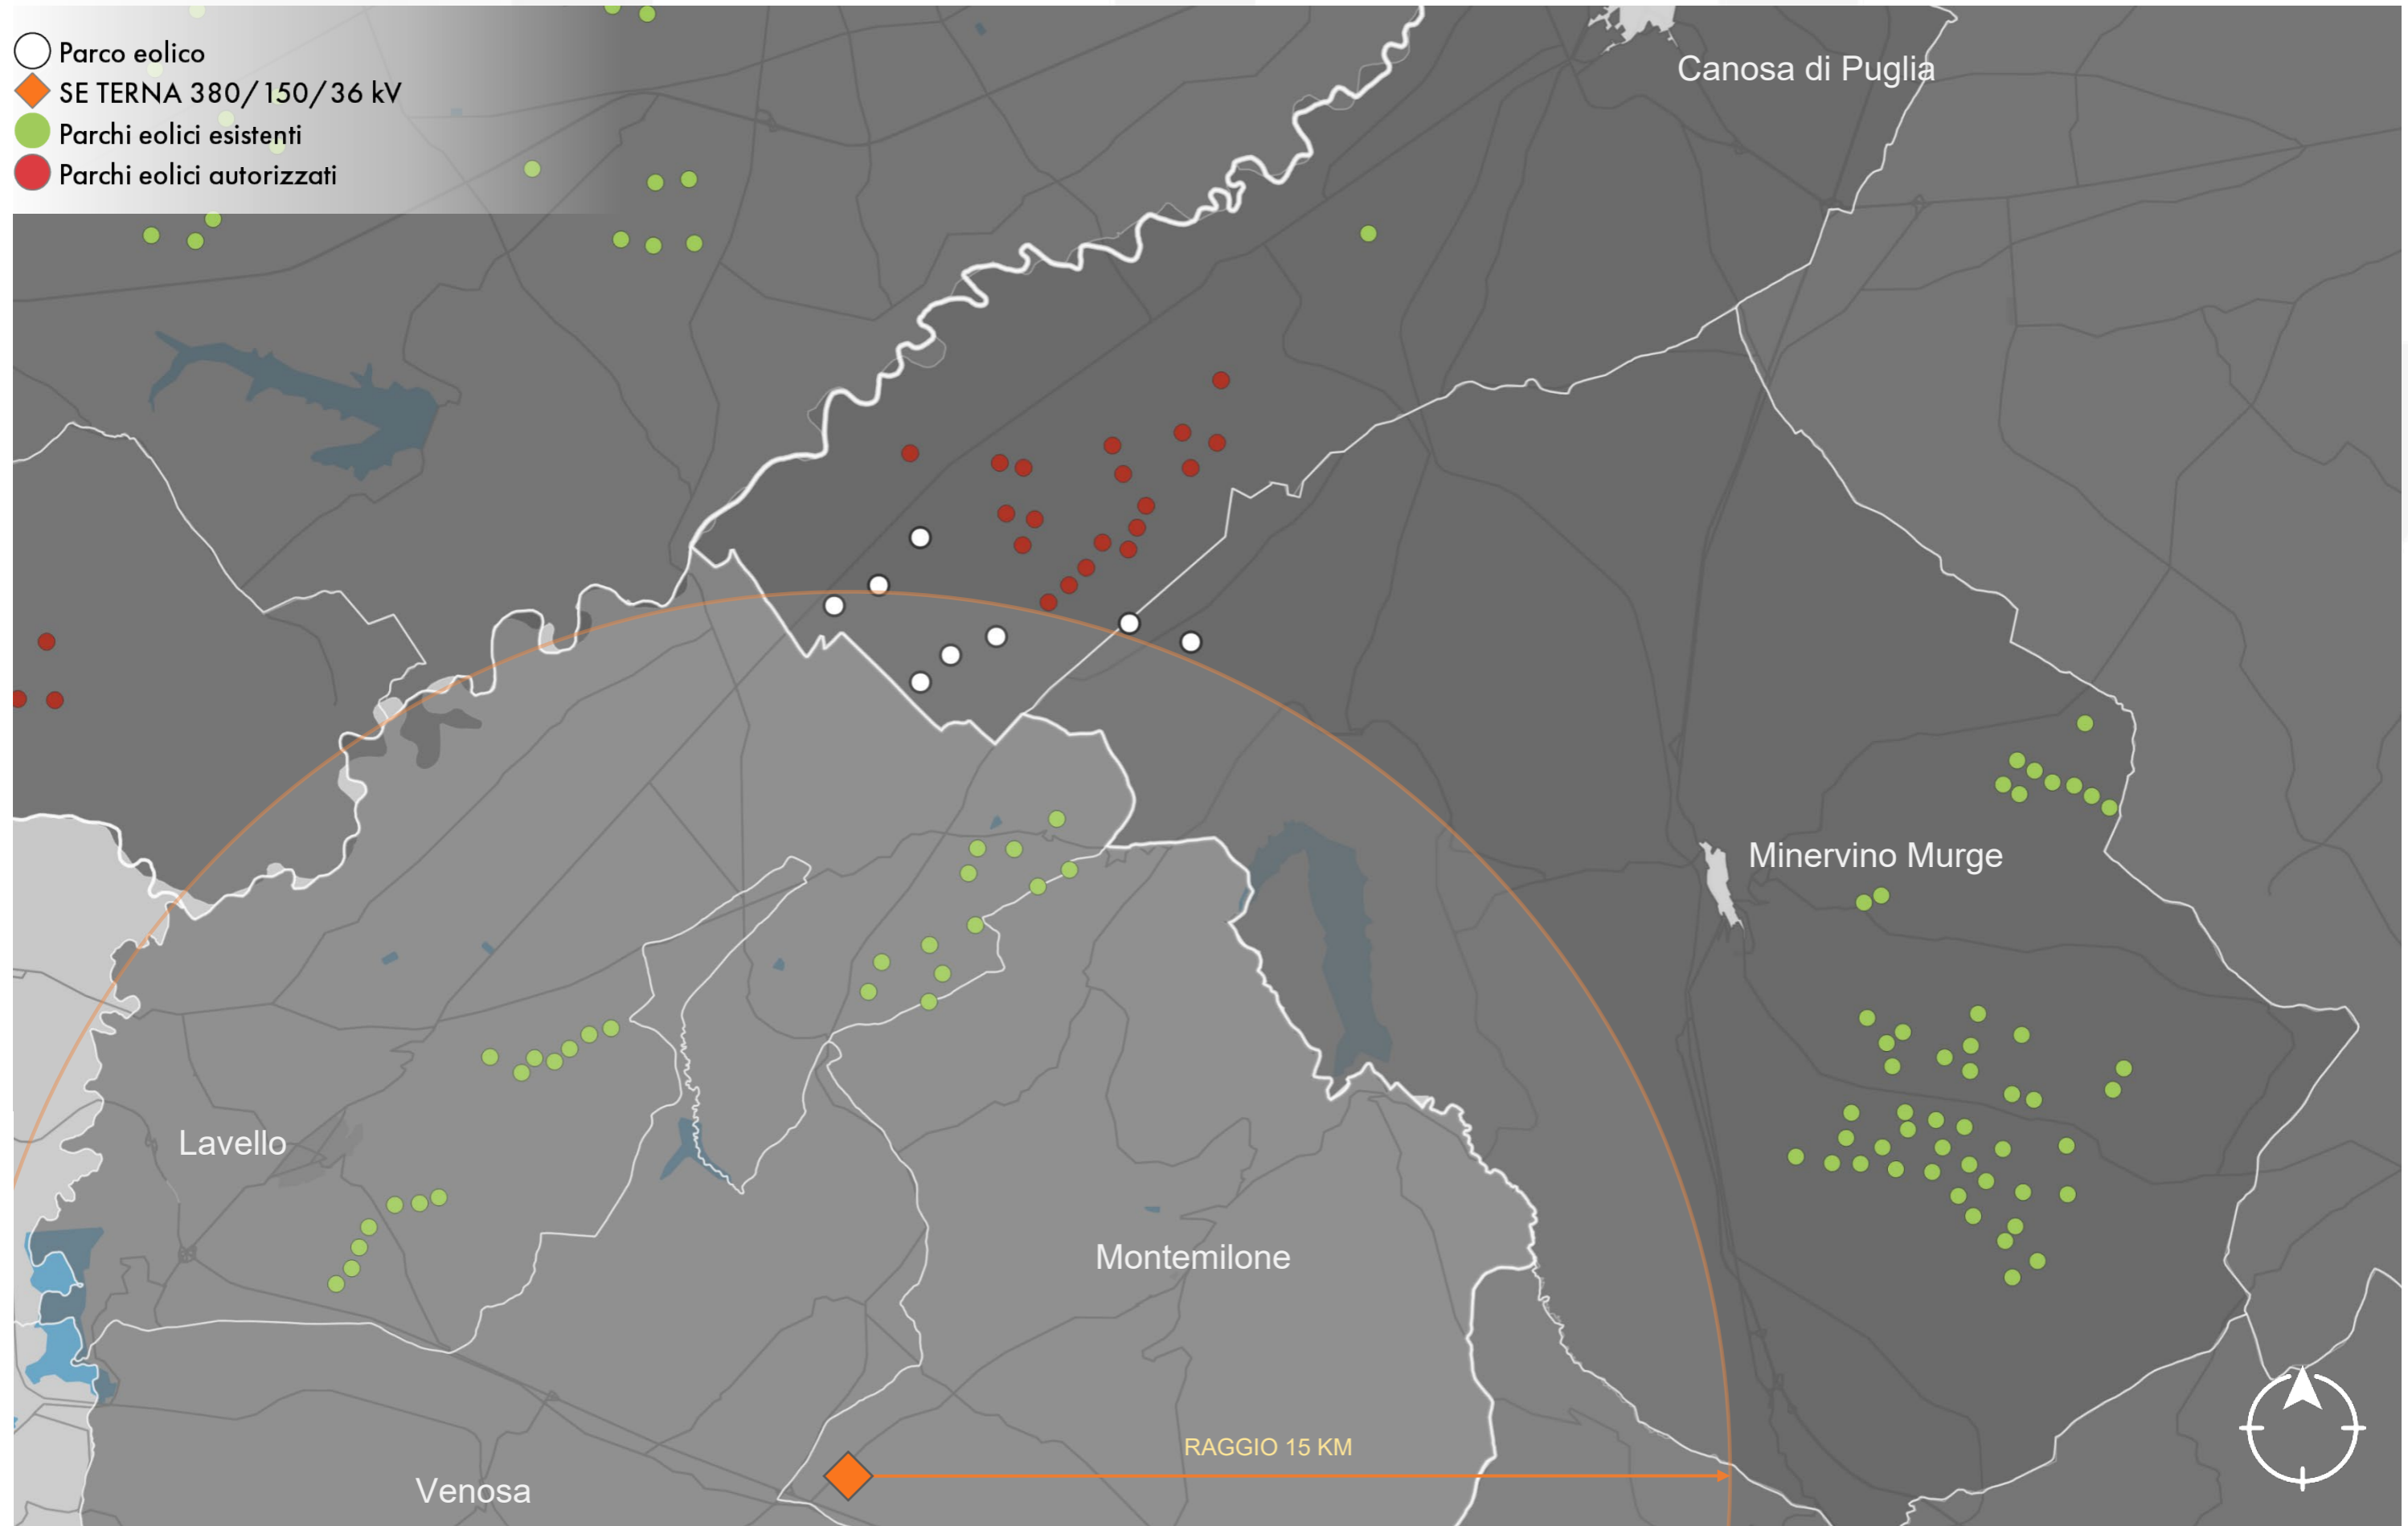 Parco eolico
SE TERNA 380/150/36 kV
Parchi eolici esistenti
Parchi eolici autorizzati
Canosa di Puglia
Minervino Murge
Lavello
Montemilone
RAGGIO 15 KM
Venosa